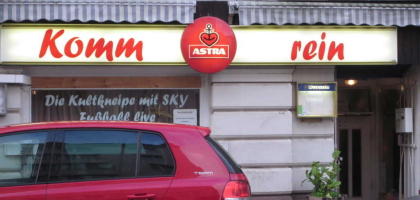 Komm rein
ASTRA
Die Kultkneipe mit SKY
Fußball live